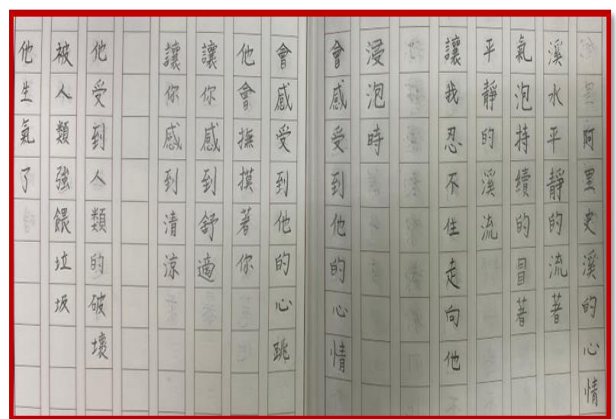 阿里史溪的心情
溪水平靜的流著
氣泡持續的冒著
平靜的溪流
讓我忍不住走向他
浸泡時
會感受到他的心情
會感受到他的心跳
他會撫摸著你
讓你感到舒適
讓你感到清涼
他受到人類的破壞
被人類強餵垃圾
他生氣了